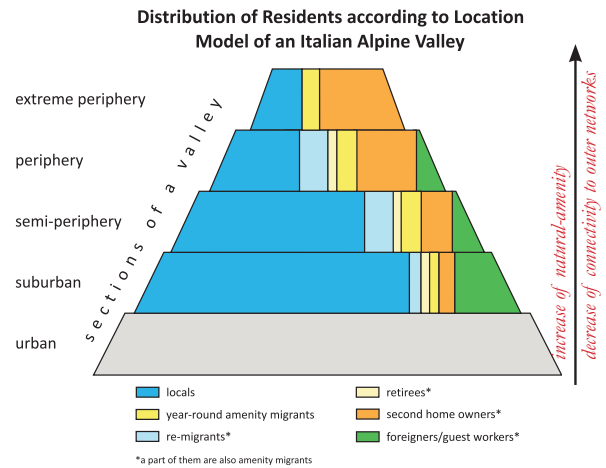 Distribution of Residents according to Location
Model of an Italian Alpine Valley
extreme periphery
periphery
semi-periphery
suburban
urban
sections of a valley
increase of natural-amenity
decrease of connectivity to outer networks
locals
year-round amenity migrants
re-migrants*
retirees*
second home owners*
foreigners/guest workers*
*a part of them are also amenity migrants